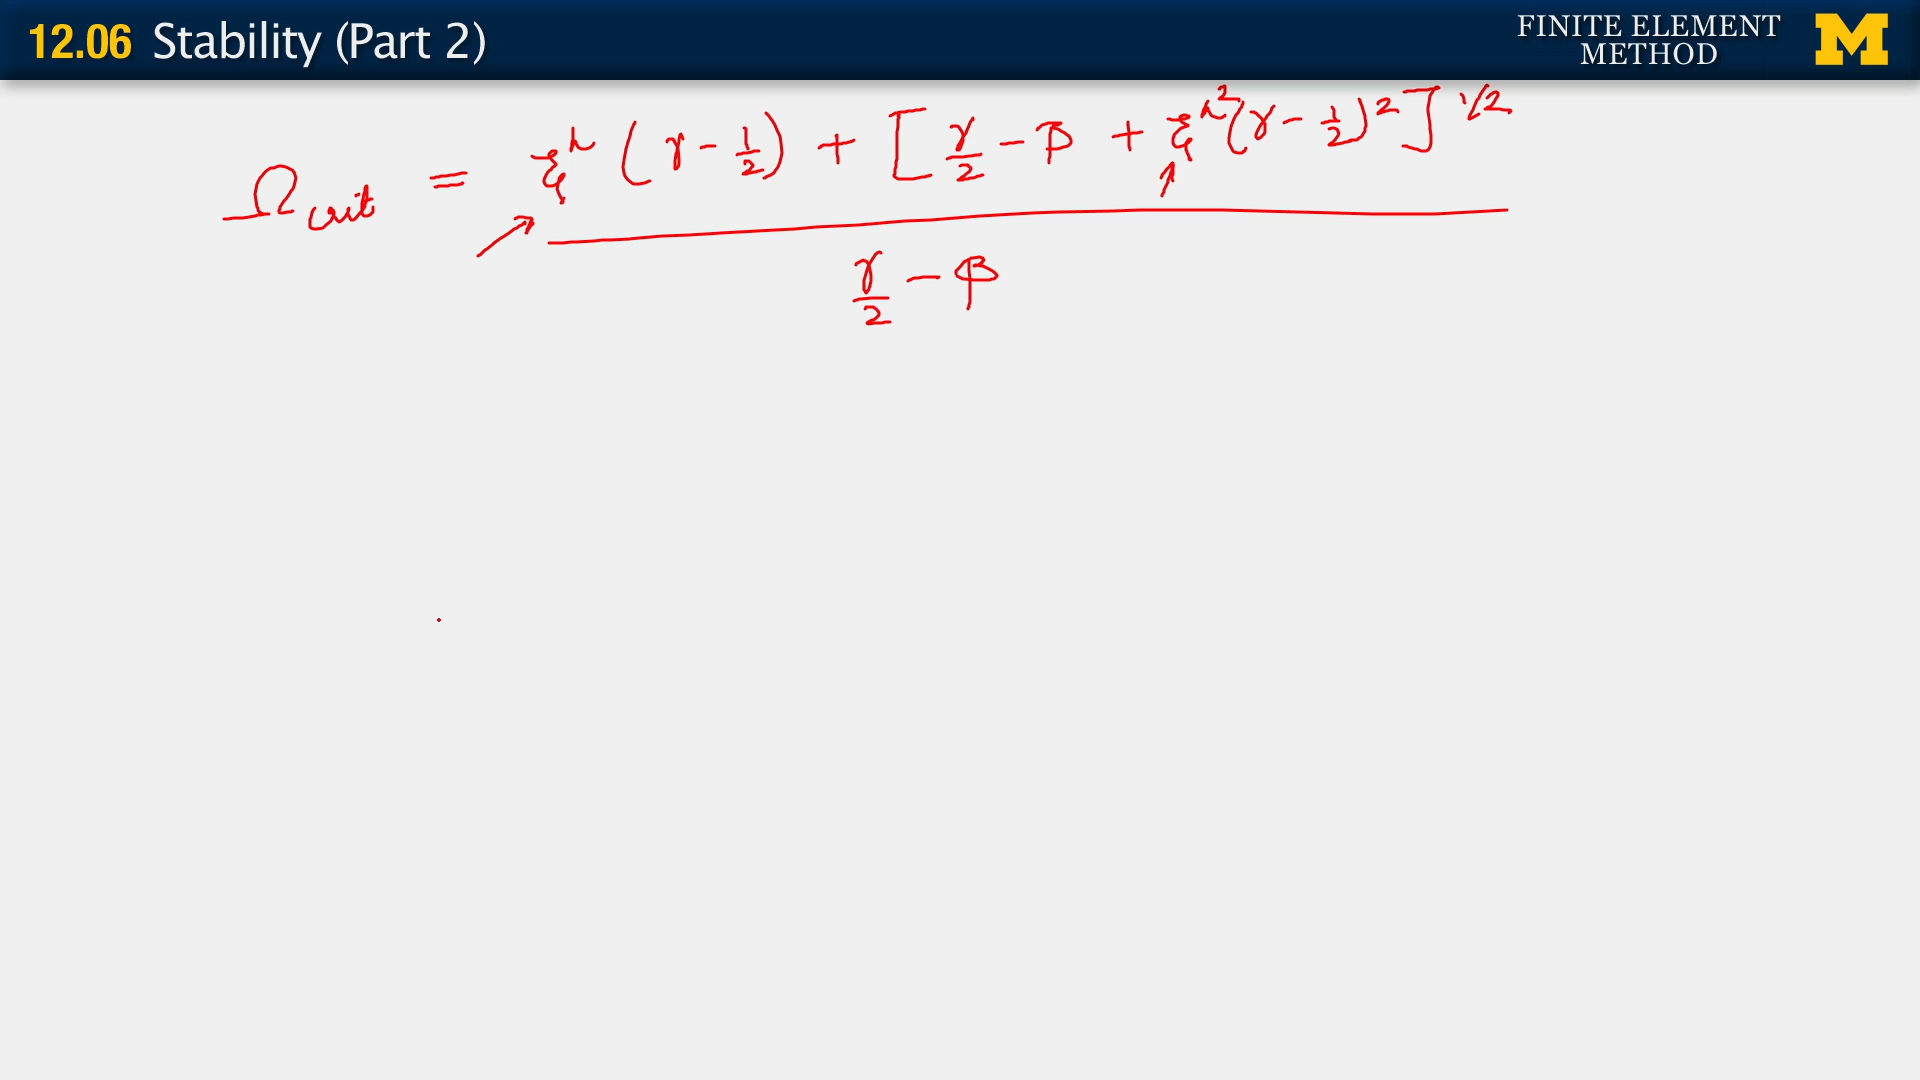 12.06 Stability (Part 2)
FINITE ELEMENT
METHOD
M
Ω_crit = ξ^h (γ - 1/2) + [γ/2 - β + ξ^h² (γ - 1/2)²]^1/2
γ/2 - β